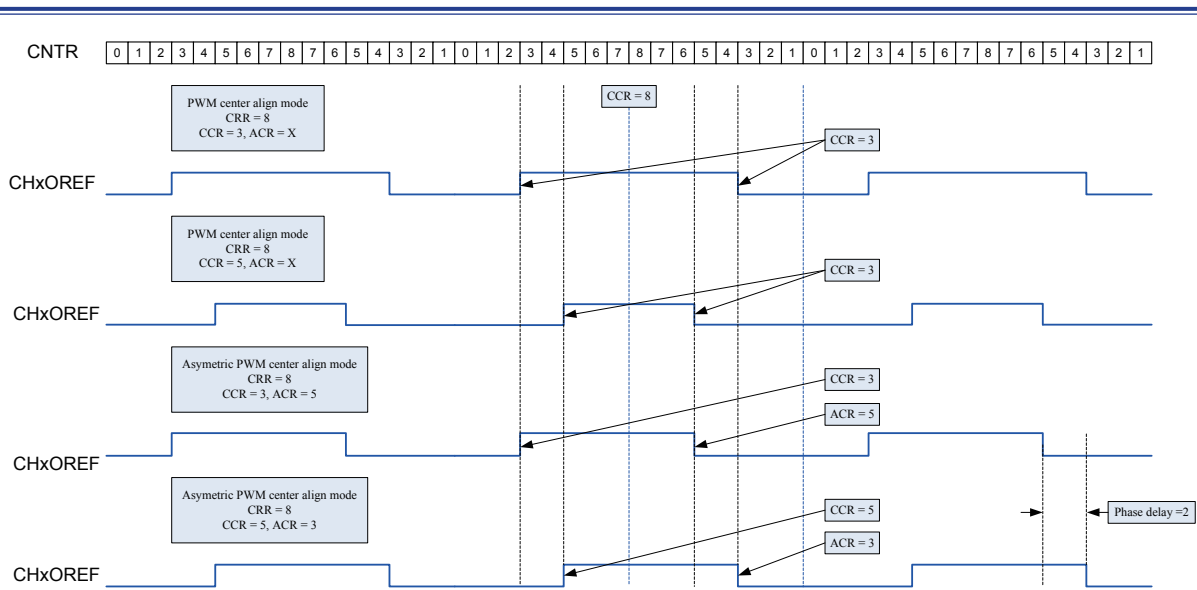 CNTR 0 1 2 3 4 5 6 7 8 7 6 5 4 3 2 1 0 1 2 3 4 5 6 7 8 7 6 5 4 3 2 1 0 1 2 3 4 5 6 7 8 7 6 5 4 3 2 1
PWM center align mode
CRR = 8
CCR = 3, ACR = X
CCR = 8
CCR = 3
CHxOREF
PWM center align mode
CRR = 8
CCR = 5, ACR = X
CCR = 3
CHxOREF
Asymetric PWM center align mode
CRR = 8
CCR = 3, ACR = 5
CCR = 3
ACR = 5
CHxOREF
Asymetric PWM center align mode
CRR = 8
CCR = 5, ACR = 3
CCR = 5
Phase delay =2
ACR = 3
CHxOREF